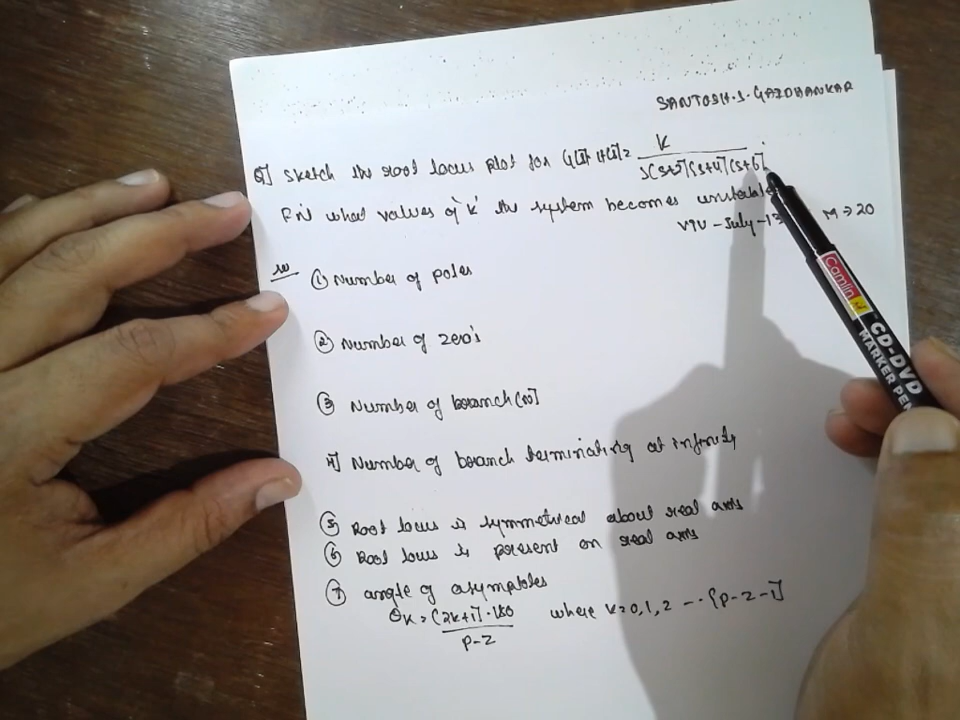 SANTOSH.S.GAIDHANKAR
Q] Sketch the root locus plot for G(s) H(s) = K
s(s+2)(s+4)(s+6)
For what values of 'K' the system becomes unstable
VTU - July - 13 M → 20
① Number of poles
② Number of zero's
③ Number of branch
4] Number of branch terminating at infinity
⑤ Root locus is symmetrical about real axis
⑥ Root locus is present on real axis
⑦ angle of asymptotes
θK = (2K+1) · 180
P-Z
where K=0,1,2 --- {P-Z-1]
Camlin
CD-DVD
MARKER PEN